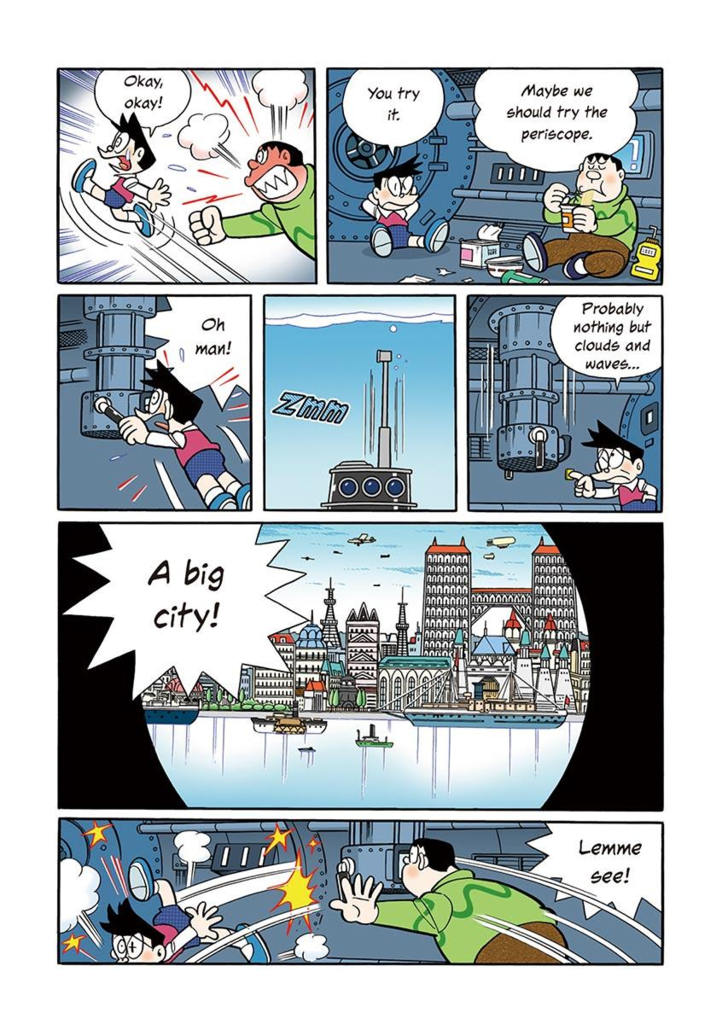 Okay,
okay!
You try
it.
Maybe we
should try the
periscope.
Oh
man!
Zmm
Probably
nothing but
clouds and
waves...
A big
city!
Lemme
see!